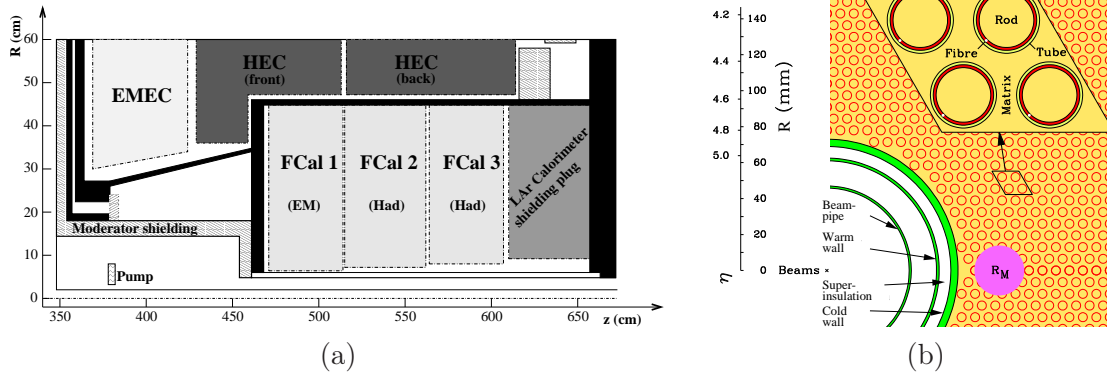 R (cm)
60
50
40
30
20
10
0
350
400
450
500
550
600
650
z (cm)
EMEC
HEC
(front)
HEC
(back)
FCal 1
(EM)
FCal 2
(Had)
FCal 3
(Had)
LAr Calorimeter
shielding plug
Moderator shielding
Pump
(a)
4.2
4.4
4.6
4.8
5.0
η
140
120
100
80
60
40
20
0
R (mm)
Rod
Fibre
Tube
Matrix
Beam-
pipe
Warm
wall
Beams
Super-
insulation
Cold
wall
RM
(b)